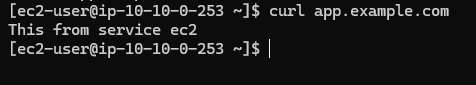 [ec2-user@ip-10-10-0-253 ~]$ curl app.example.com
This from service ec2
[ec2-user@ip-10-10-0-253 ~]$